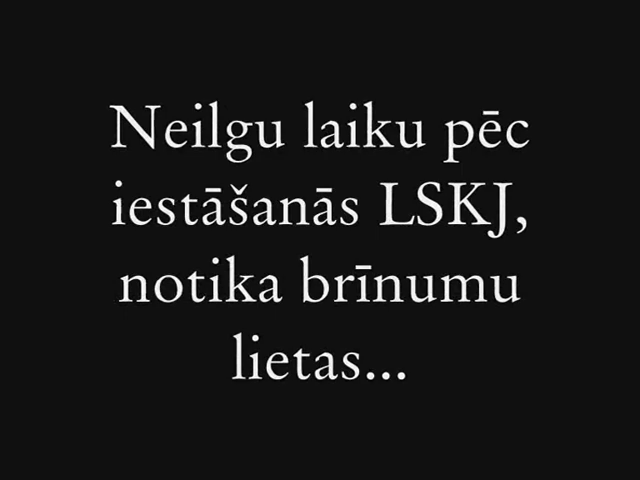 Neilgu laiku pēc
iestāšanās LSKJ,
notika brīnumu
lietas...